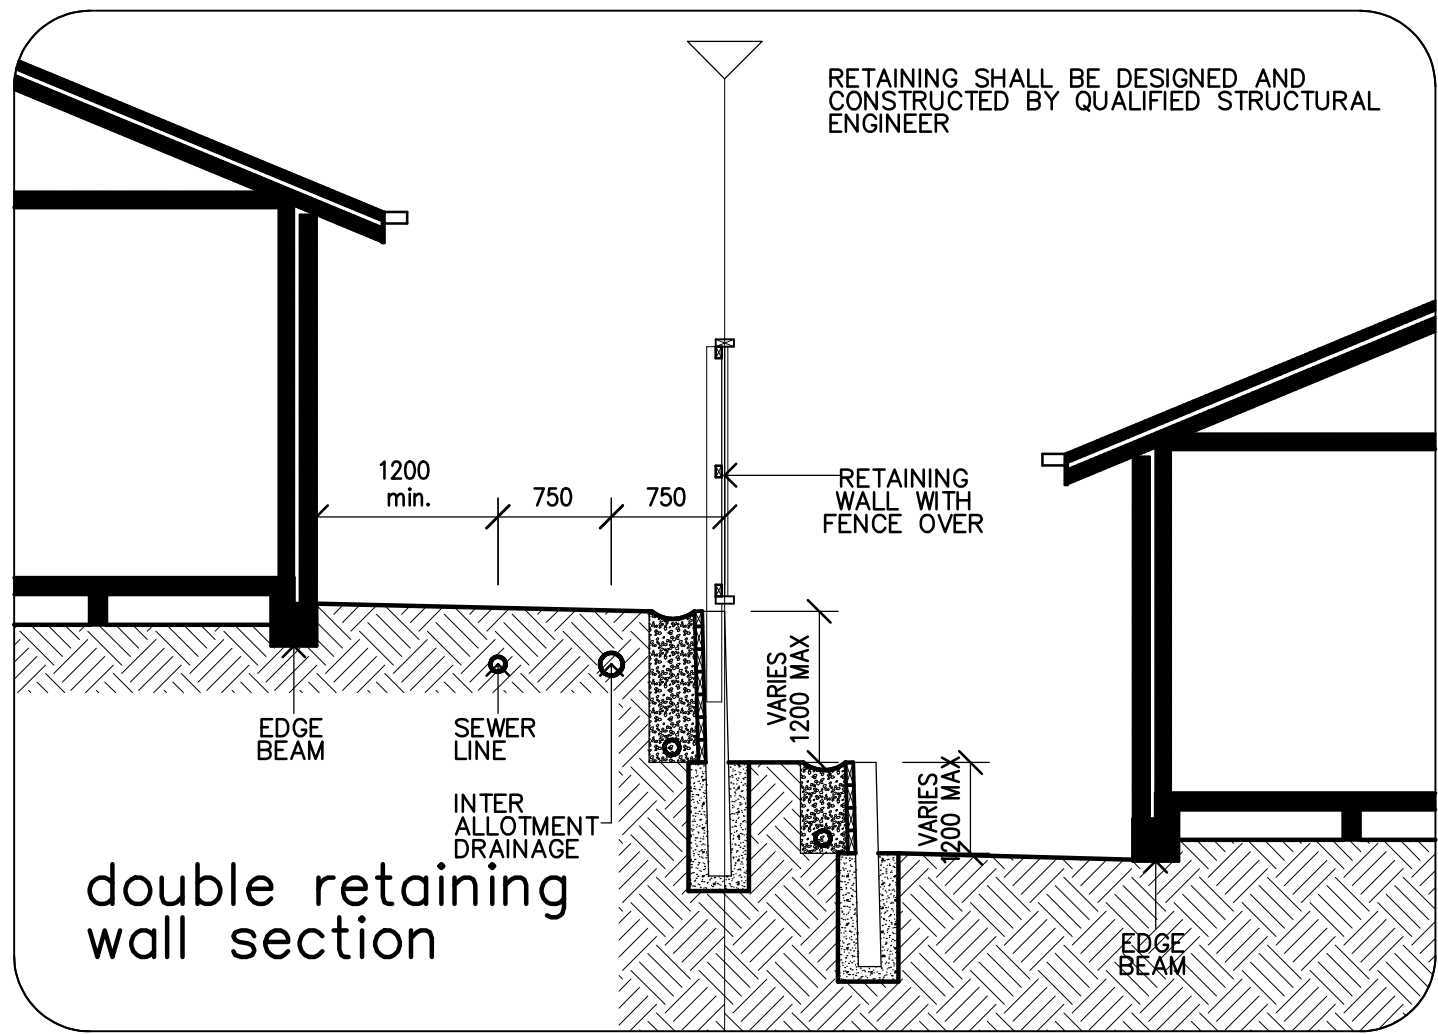 RETAINING SHALL BE DESIGNED AND
CONSTRUCTED BY QUALIFIED STRUCTURAL
ENGINEER
1200
min.
750
750
RETAINING
WALL WITH
FENCE OVER
VARIES
1200 MAX
VARIES
1200 MAX
EDGE
BEAM
SEWER
LINE
INTER
ALLOTMENT
DRAINAGE
EDGE
BEAM
double retaining
wall section